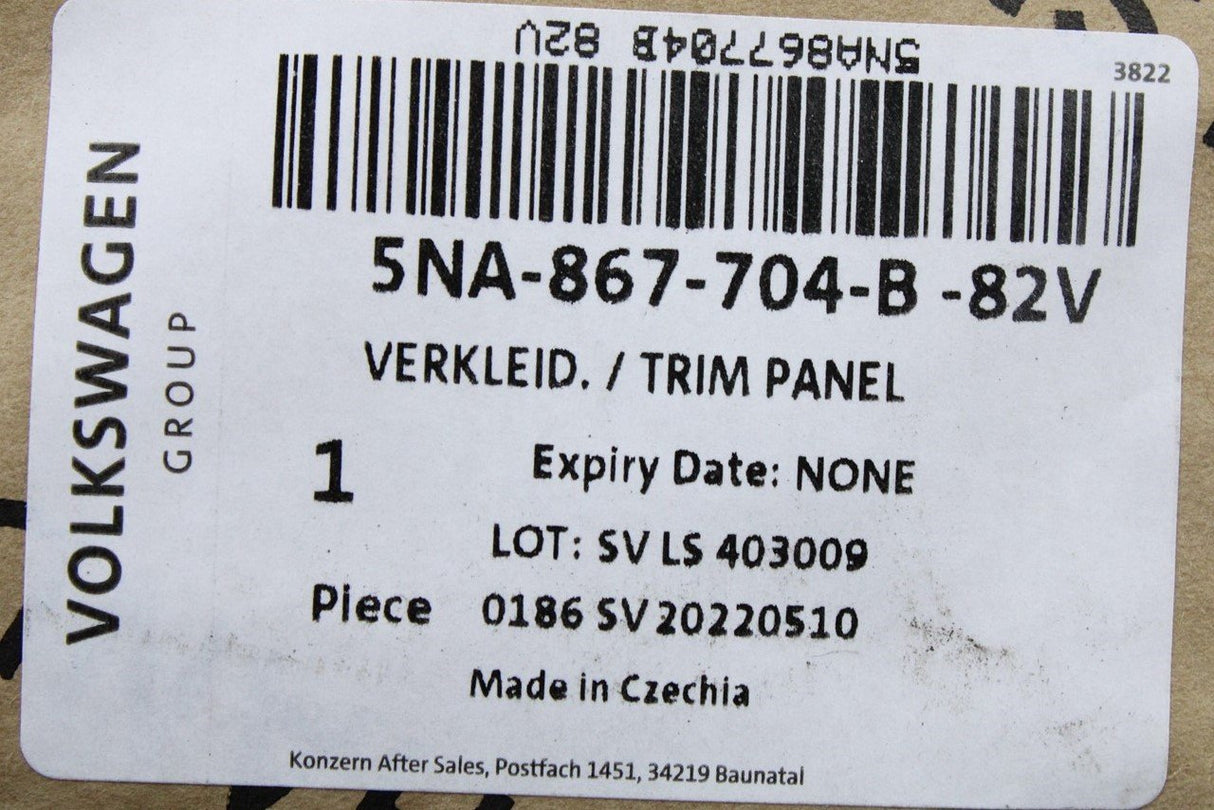 5NA867704B 82V
3822
5NA-867-704-B -82V
VERKLEID. / TRIM PANEL
1
Expiry Date: NONE
LOT: SV LS 403009
Piece
0186 SV 20220510
Made in Czechia
Konzern After Sales, Postfach 1451, 34219 Baunatal
VOLKSWAGEN
GROUP